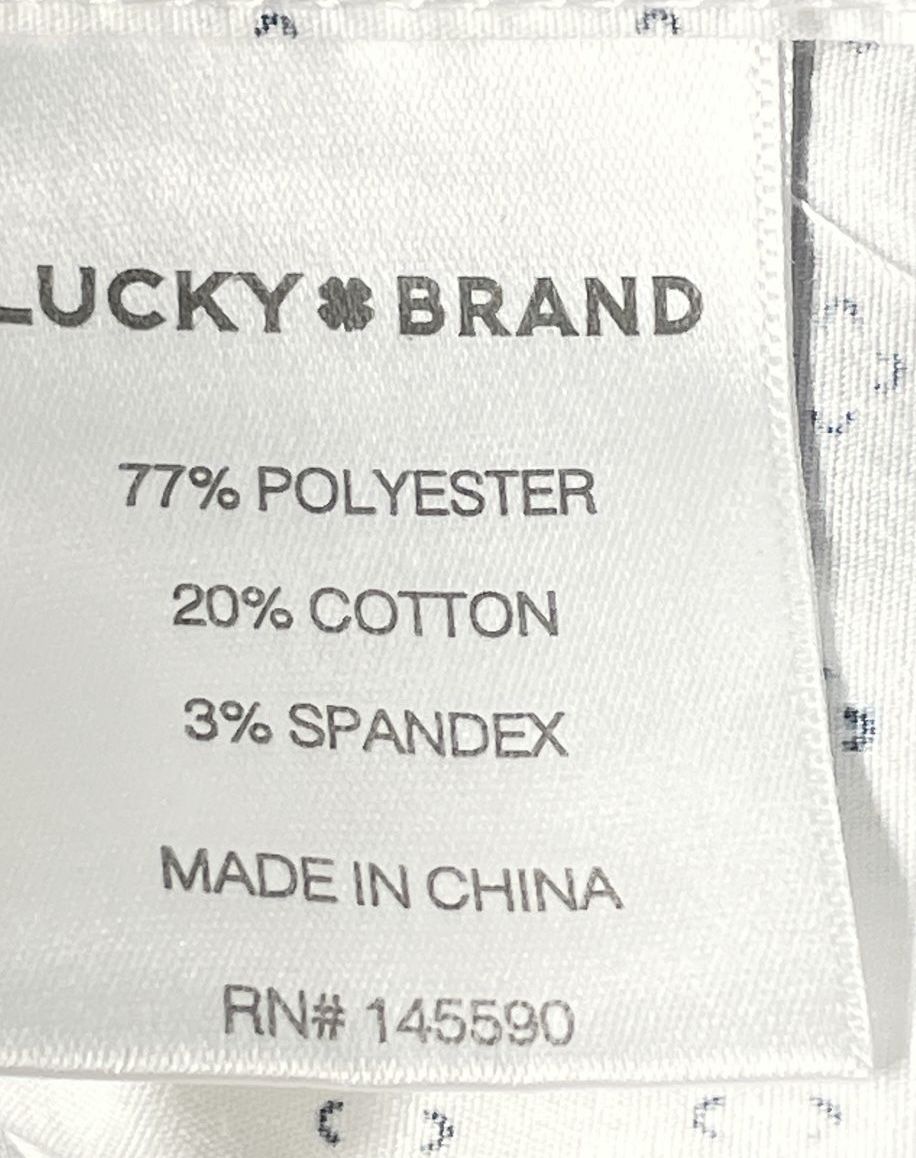 LUCKY BRAND
77% POLYESTER
20% COTTON
3% SPANDEX
MADE IN CHINA
RN# 145590